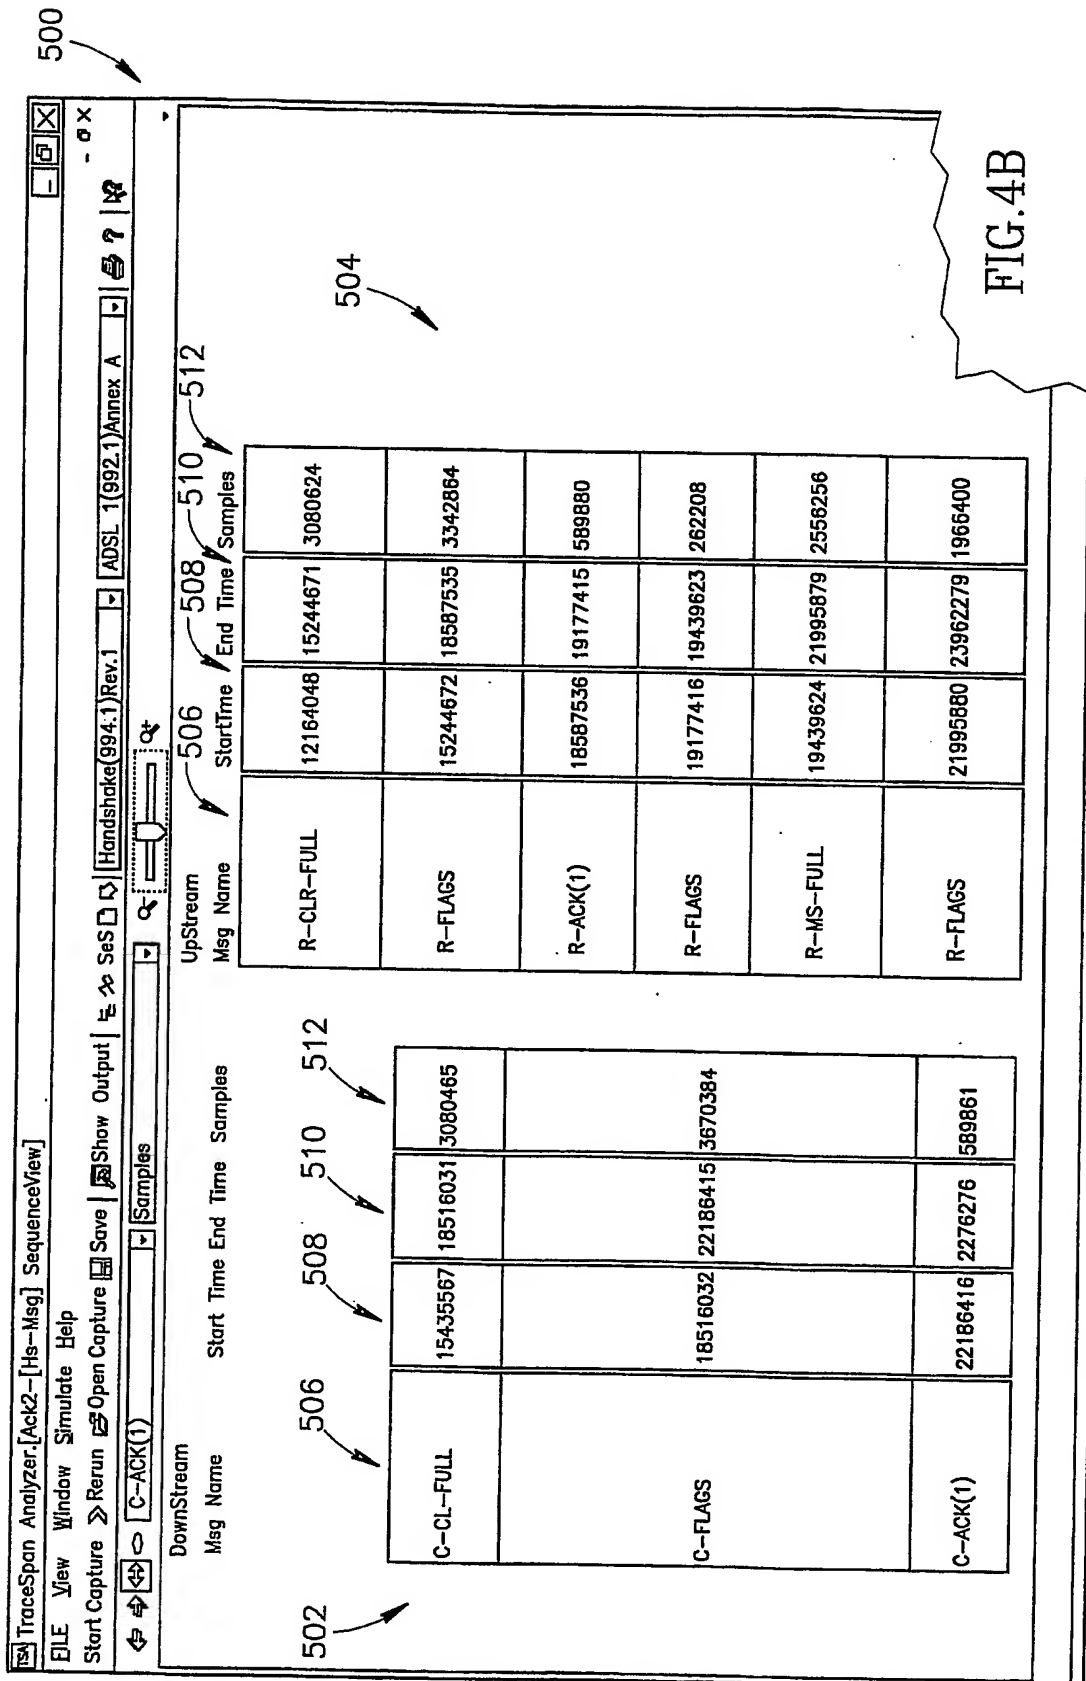 500
TSA TraceSpan Analyzer.[Ack2-[Hs-Msg] SequenceView]
FILE View Window Simulate Help
Start Capture Rerun Open Capture Save Show Output SeS Handshake(994.1)Rev.1 ADSL 1(992.1)Annex A ?
C-ACK(1) Samples
DownStream
Msg Name Start Time End Time Samples
502
506 508 510 512
C-CL-FULL 15435567 18516031 3080465
C-FLAGS 18516032 22186415 3670384
C-ACK(1) 22186416 2276276 589861
UpStream
506 508 510 512
Msg Name StartTme End Time Samples
504
R-CLR-FULL 12164048 15244671 3080624
R-FLAGS 15244672 18587535 3342864
R-ACK(1) 18587536 19177415 589880
R-FLAGS 19177416 19439623 262208
R-MS-FULL 19439624 21995879 2556256
R-FLAGS 21995880 23962279 1966400
FIG.4B